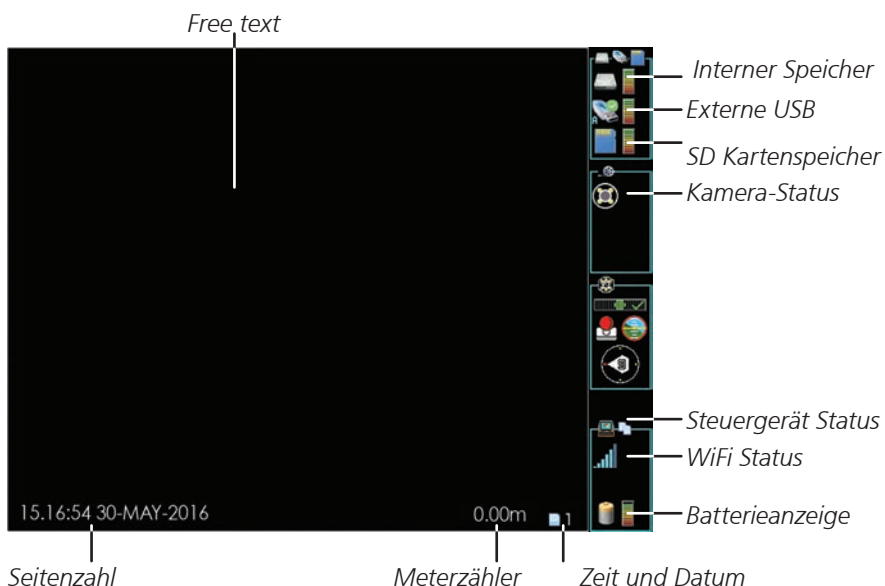 Free text
Interner Speicher
Externe USB
A
SD Kartenspeicher
Kamera-Status
Steuergerät Status
WiFi Status
15.16:54 30-MAY-2016
0.00m
1
Batterieanzeige
Seitenzahl
Meterzähler
Zeit und Datum